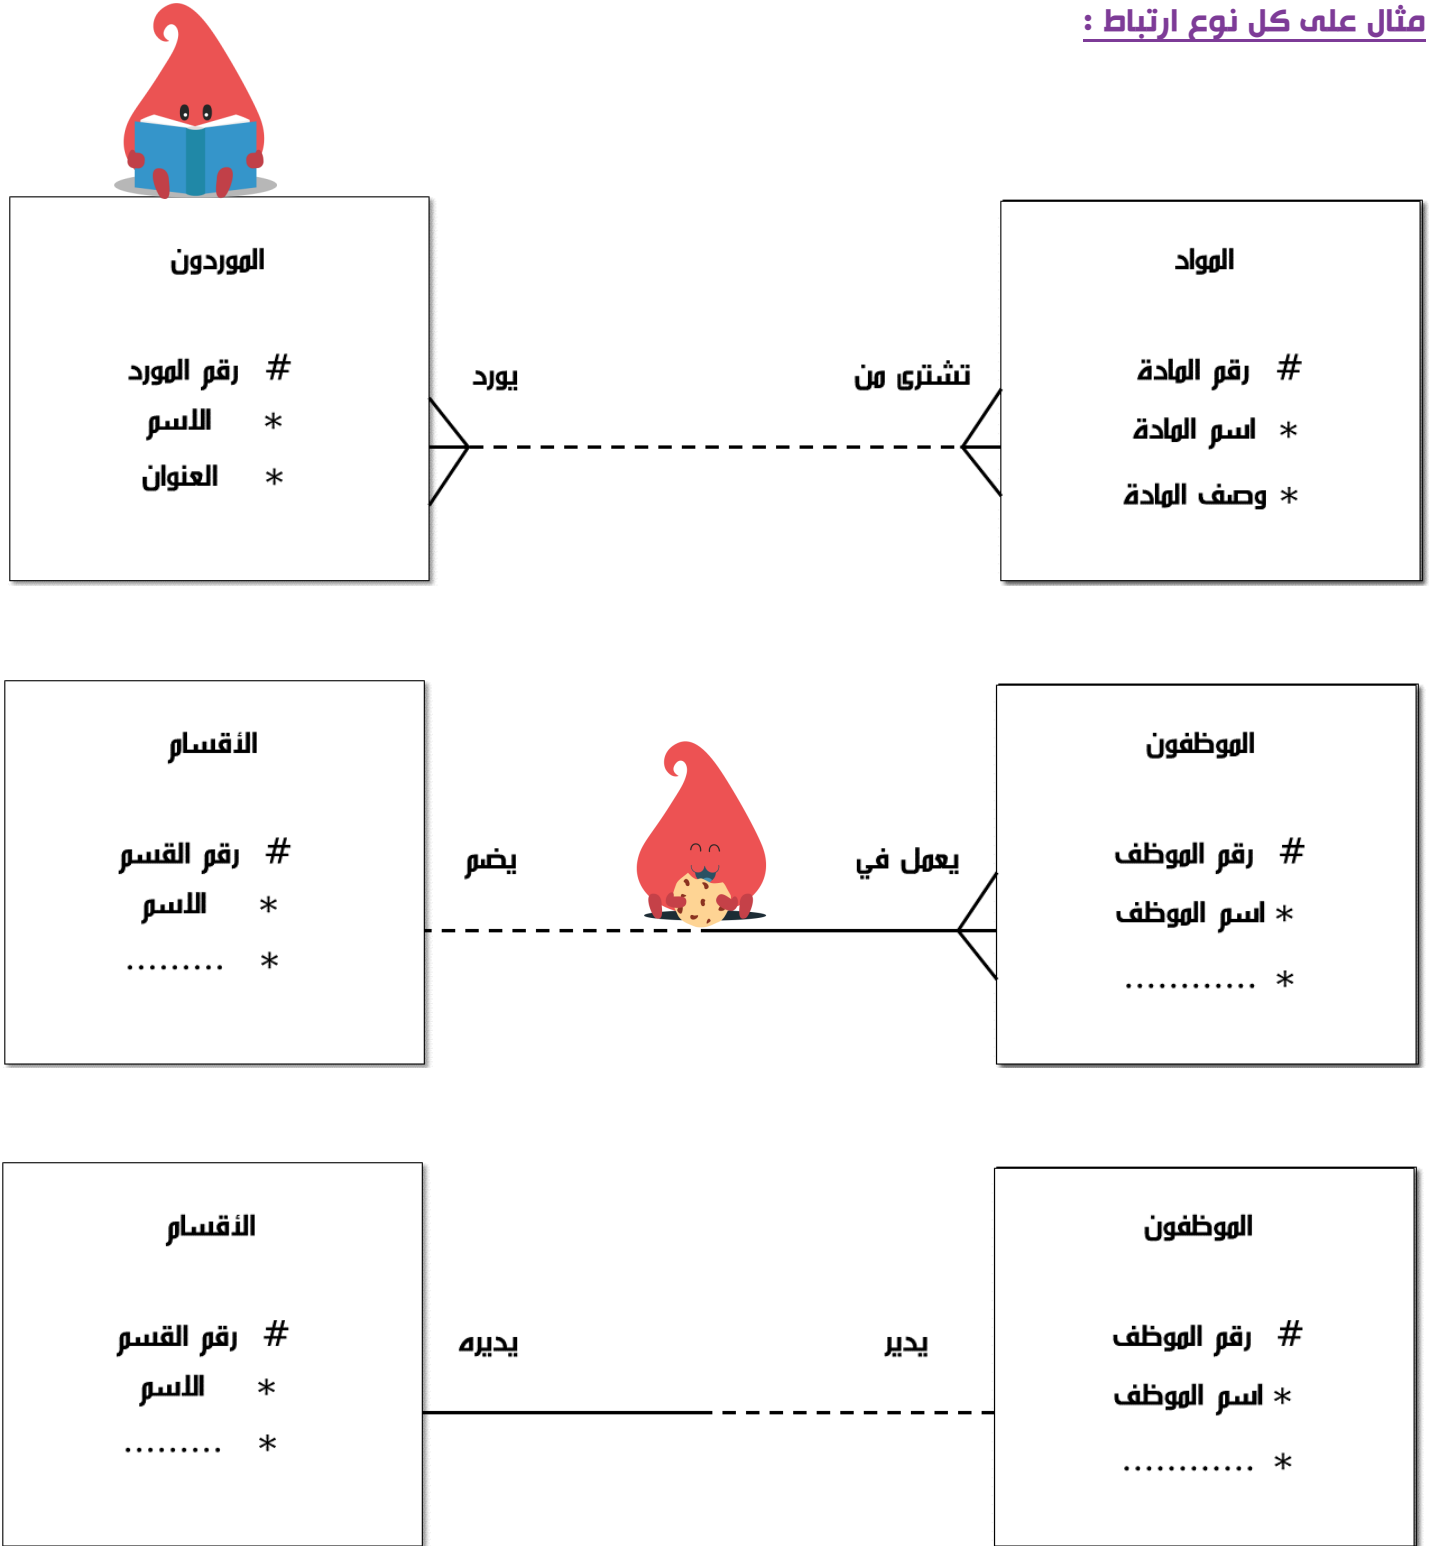 مثال على كل نوع ارتباط :
المواد
# رقم المادة
* اسم المادة
* وصف المادة
تشترى من
يورد
الموردون
# رقم المورد
* الاسم
* العنوان
الموظفون
# رقم الموظف
* اسم الموظف
* ............
يعمل في
يضم
الأقسام
# رقم القسم
* الاسم
* .........
الموظفون
# رقم الموظف
* اسم الموظف
* ............
يدير
يديره
الأقسام
# رقم القسم
* الاسم
* .........